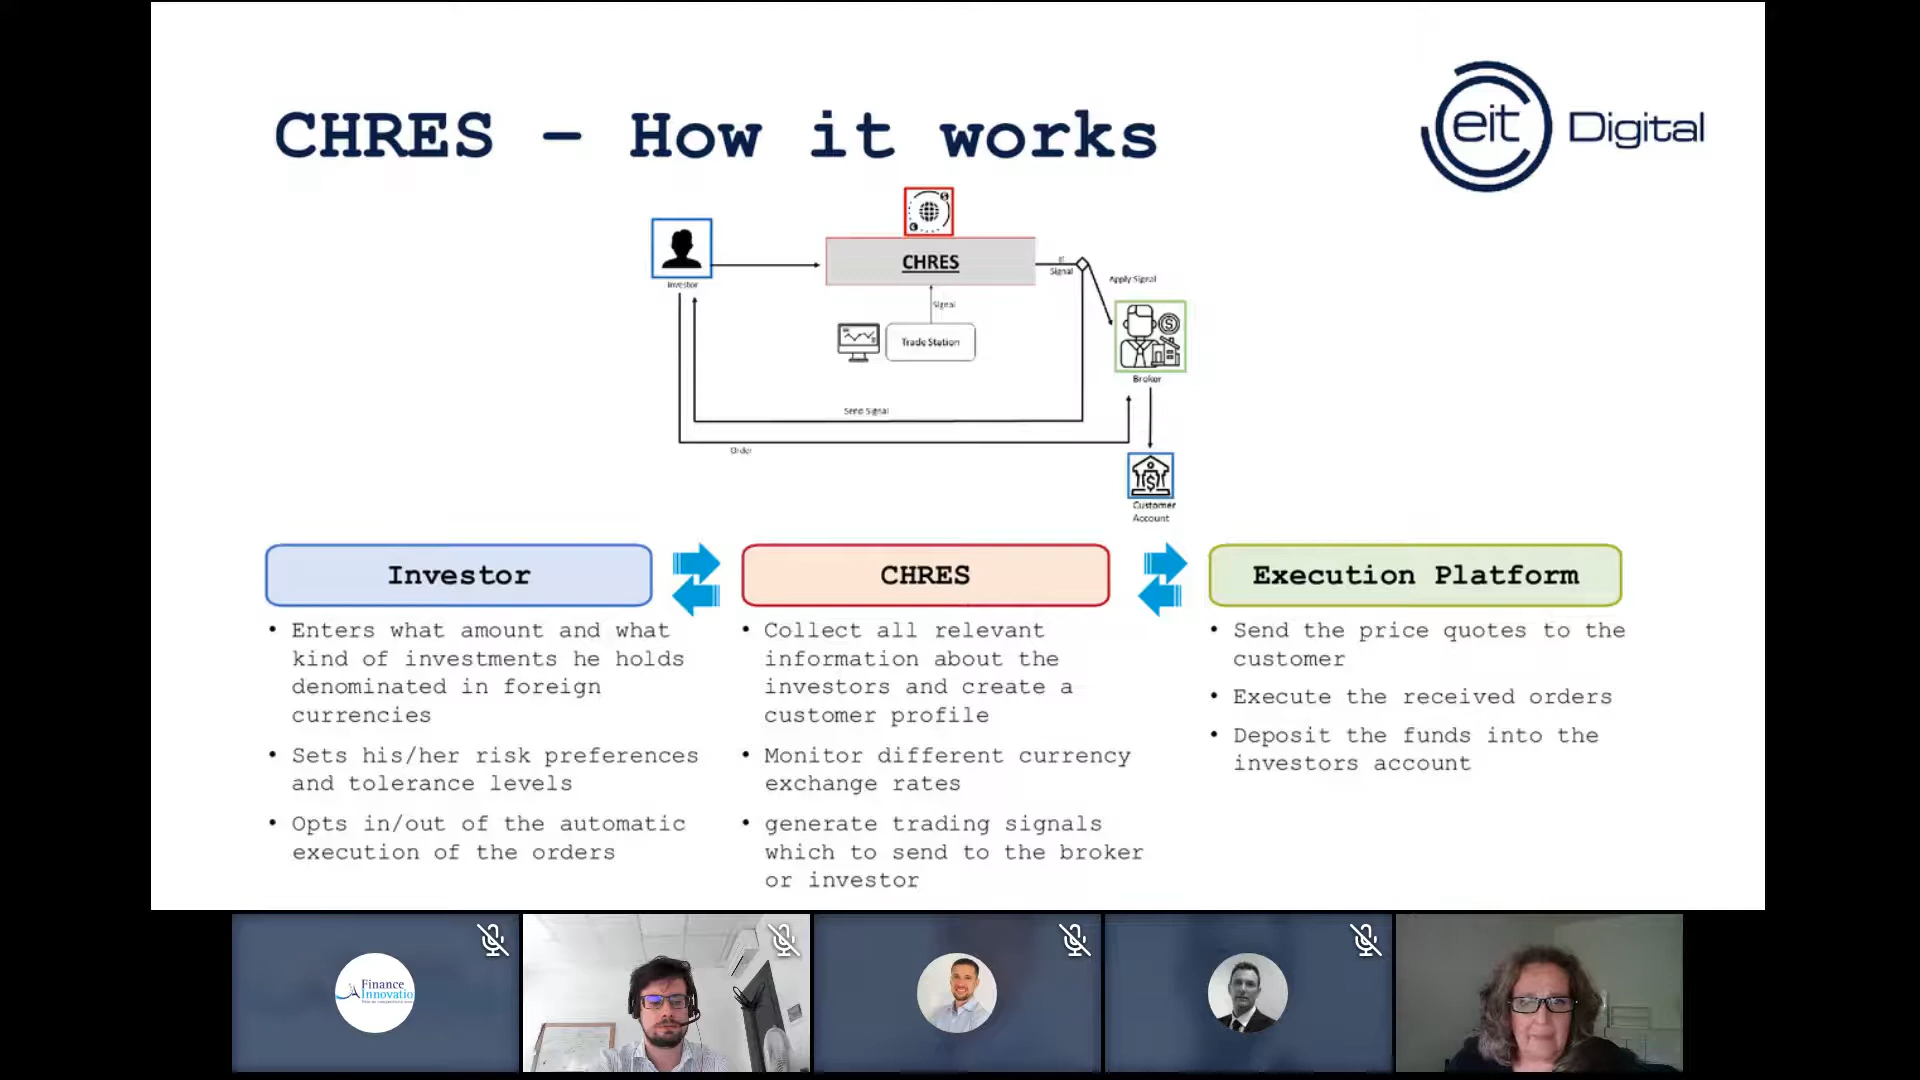 CHRES – How it works
eit Digital
CHRES
Investor
Signal
If
Signal
Apply Signal
Trade Station
Broker
Send Signal
Order
Customer
Account
Investor
CHRES
Execution Platform
• Enters what amount and what
kind of investments he holds
denominated in foreign
currencies
• Sets his/her risk preferences
and tolerance levels
• Opts in/out of the automatic
execution of the orders
• Collect all relevant
information about the
investors and create a
customer profile
• Monitor different currency
exchange rates
• generate trading signals
which to send to the broker
or investor
• Send the price quotes to the
customer
• Execute the received orders
• Deposit the funds into the
investors account
Finance
Innovatio